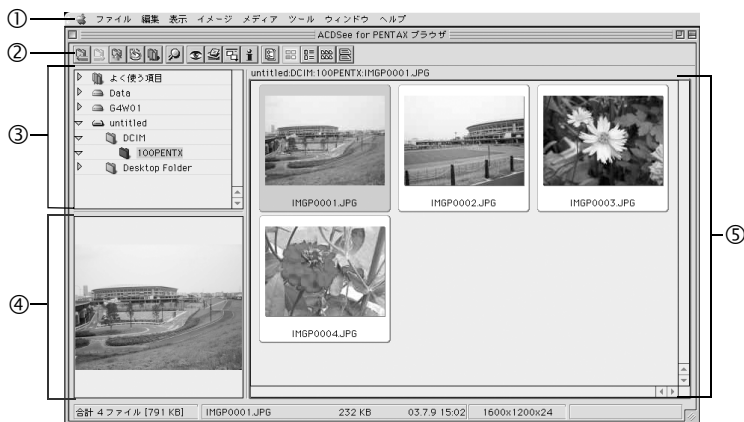 ① ファイル 編集 表示 イメージ メディア ツール ウィンドウ ヘルプ
ACDSee for PENTAX ブラウザ
②
untitled:DCIM:100PENTX:IMGP0001.JPG
③
よく使う項目
Data
G4W01
untitled
DCIM
100PENTX
Desktop Folder
IMGP0001.JPG IMGP0002.JPG IMGP0003.JPG
⑤
④
IMGP0004.JPG
合計 4 ファイル [791 KB] IMGP0001.JPG 232 KB 03.7.9 15:02 1600x1200x24